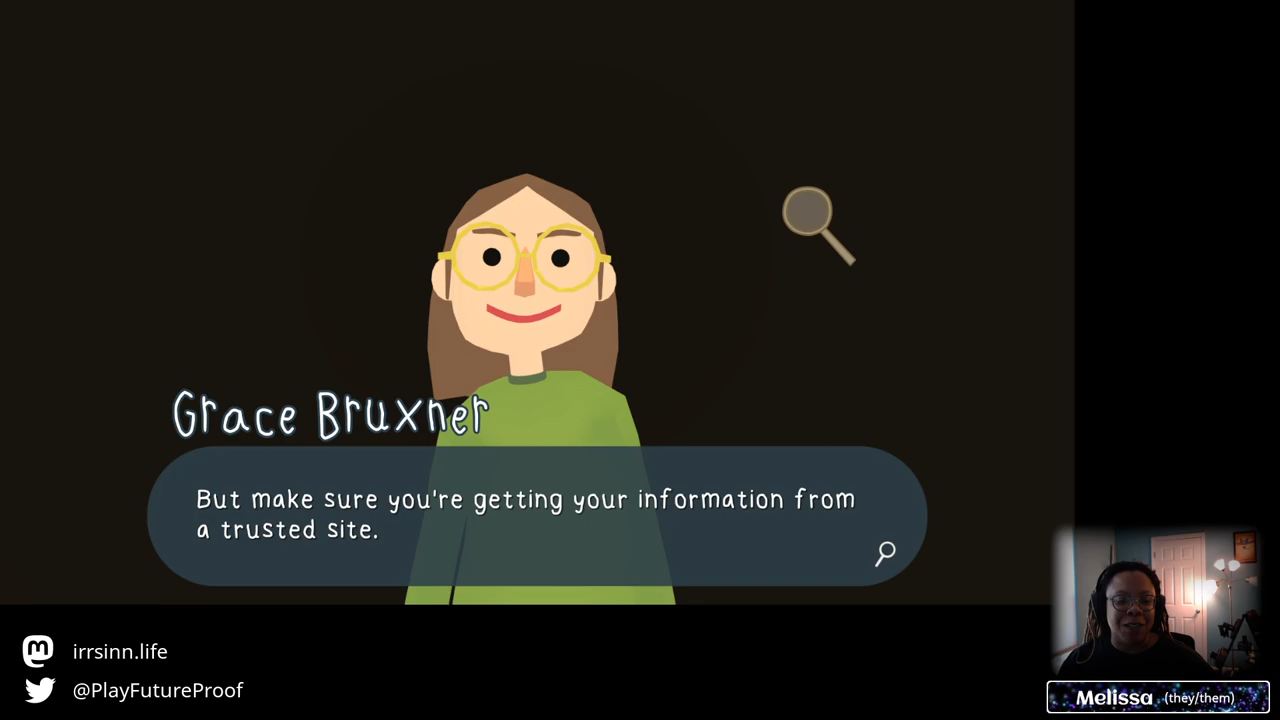 Grace Bruxner
But make sure you're getting your information from
a trusted site.
irrsinn.life
@PlayFutureProof
Melissa (they/them)